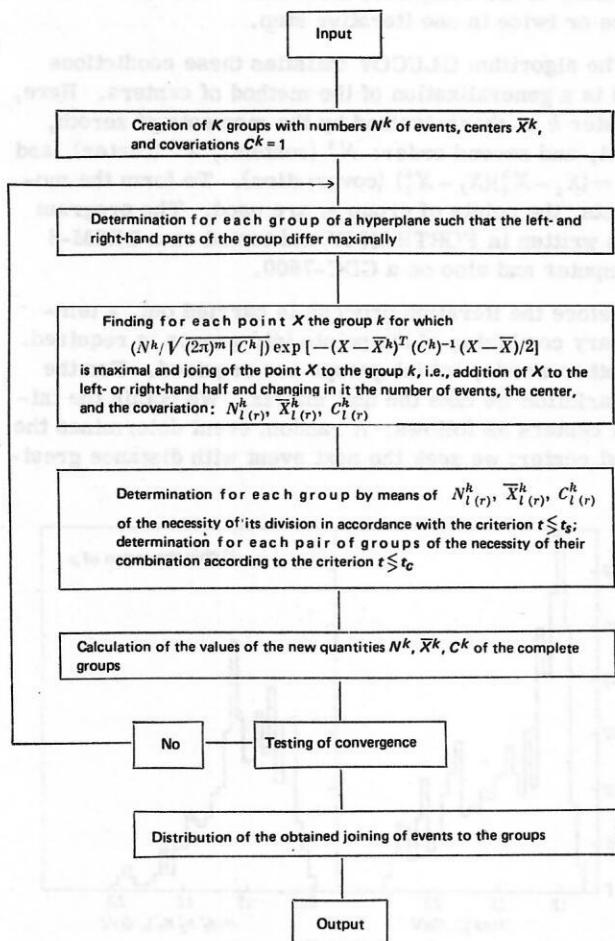 or twice in one iterative step.
Input
Creation of K groups with numbers N^k of events, centers X̅^k,
and covariations C^k = 1
Determination for each group of a hyperplane such that the left- and
right-hand parts of the group differ maximally
Finding for each point X the group k for which
(N^k/√((2π)^m | C^k |) exp [ —(X—X̅^k)^T (C^k)^-1 (X—X̅)/2]
is maximal and joing of the point X to the group k, i.e., addition of X to the
left- or right-hand half and changing in it the number of events, the center,
and the covariation: N^k_l (r), X̅^k_l (r), C^k_l (r)
Determination for each group by means of N^k_l (r), X̅^k_l (r), C^k_l (r)
of the necessity of its division in accordance with the criterion t ≶ t_s;
determination for each pair of groups of the necessity of their
combination according to the criterion t ≶ t_c
Calculation of the values of the new quantities N^k, X̅^k, C^k of the complete
groups
No
Testing of convergence
Distribution of the obtained joining of events to the groups
Output